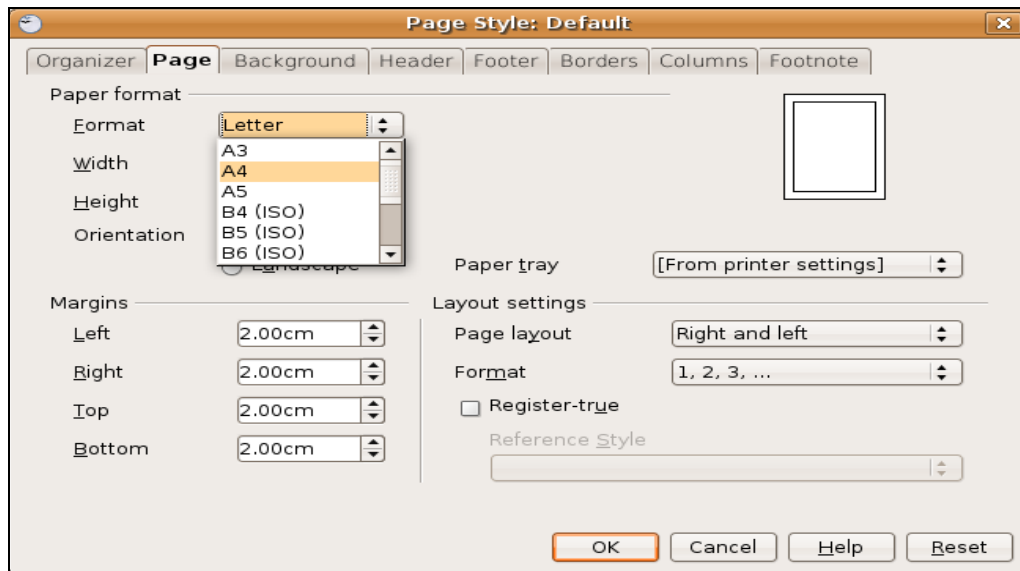 Page Style: Default
Organizer Page Background Header Footer Borders Columns Footnote
Paper format
Format Letter
A3
Width
A4
A5
Height
B4 (ISO)
Orientation
B5 (ISO)
B6 (ISO)
Landscape
Paper tray [From printer settings]
Margins
Layout settings
Left 2.00cm
Page layout Right and left
Right 2.00cm
Format 1, 2, 3, ...
Top 2.00cm
Register-true
Bottom 2.00cm
Reference Style
OK Cancel Help Reset